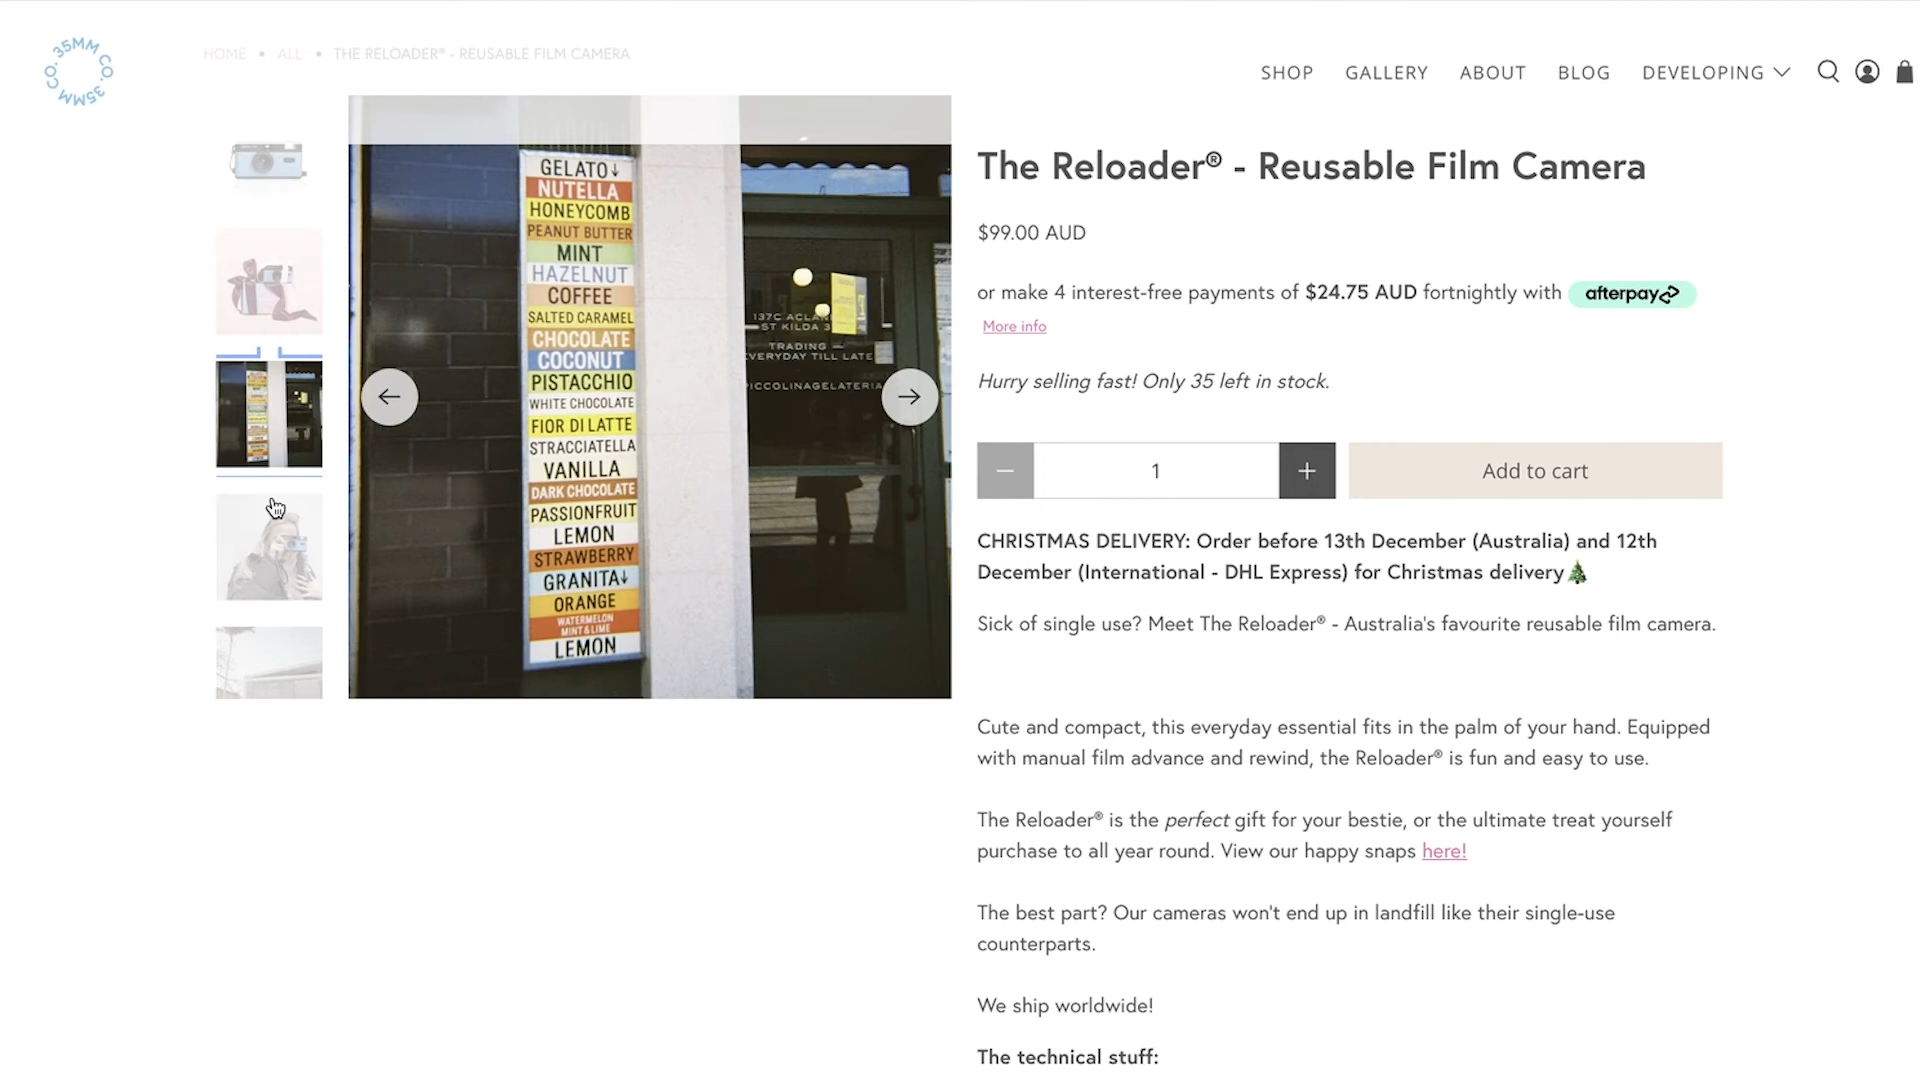 35MM CO. 35MM CO.
HOME ▪ ALL ▪ THE RELOADER® - REUSABLE FILM CAMERA
SHOP GALLERY ABOUT BLOG DEVELOPING
GELATO↓
NUTELLA
HONEYCOMB
PEANUT BUTTER
MINT
HAZELNUT
COFFEE
SALTED CARAMEL
CHOCOLATE
COCONUT
PISTACCHIO
WHITE CHOCOLATE
FIOR DI LATTE
STRACCIATELLA
VANILLA
DARK CHOCOLATE
PASSIONFRUIT
LEMON
STRAWBERRY
GRANITA↓
ORANGE
WATERMELON
MINT & LIME
LEMON
137C ACLAN
ST KILDA 3
TRADING
EVERYDAY TILL LATE
PICCOLINAGELATERIA
The Reloader® - Reusable Film Camera
$99.00 AUD
or make 4 interest-free payments of $24.75 AUD fortnightly with afterpay
More info
Hurry selling fast! Only 35 left in stock.
− 1 + Add to cart
CHRISTMAS DELIVERY: Order before 13th December (Australia) and 12th
December (International - DHL Express) for Christmas delivery🎄
Sick of single use? Meet The Reloader® - Australia's favourite reusable film camera.
Cute and compact, this everyday essential fits in the palm of your hand. Equipped
with manual film advance and rewind, the Reloader® is fun and easy to use.
The Reloader® is the perfect gift for your bestie, or the ultimate treat yourself
purchase to all year round. View our happy snaps here!
The best part? Our cameras won't end up in landfill like their single-use
counterparts.
We ship worldwide!
The technical stuff: